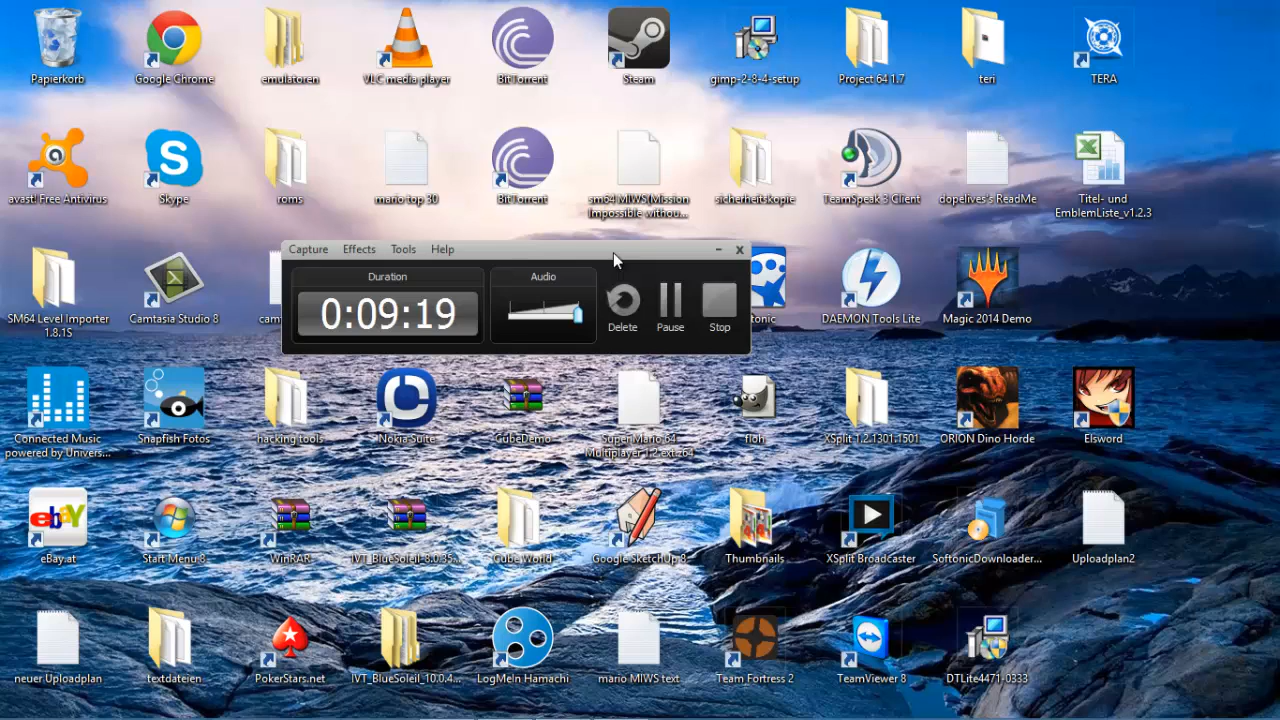 Papierkorb
Google Chrome
emulatoren
VLC media player
BitTorrent
Steam
gimp-2-8-4-setup
Project 64 1.7
teri
TERA
avast! Free Antivirus
Skype
roms
mario top 30
BitTorrent
sm64 MIWS(Mission
Impossible withou...
sicherheitskopie
TeamSpeak 3 Client
dopelives's ReadMe
Titel- und
EmblemListe_v1.2.3
Capture Effects Tools Help
Duration
0:09:19
Audio
Delete
Pause
Stop
SM64 Level Importer
1.8.1S
Camtasia Studio 8
DAEMON Tools Lite
Magic 2014 Demo
Connected Music
powered by Univers...
Snapfish Fotos
hacking tools
Nokia Suite
CubeDemo
Super Mario 64
Multiplayer 1.2.ext.z64
floh
XSplit 1.2.1301.1501
ORION Dino Horde
Elsword
ebay
eBay.at
Start Menu 8
WinRAR
IVT_BlueSoleil_8.0.35...
Cube World
Google SketchUp 8
Thumbnails
XSplit Broadcaster
SoftonicDownloader...
Uploadplan2
neuer Uploadplan
textdateien
PokerStars.net
IVT_BlueSoleil_10.0.4...
LogMeIn Hamachi
mario MIWS text
Team Fortress 2
TeamViewer 8
DTLite4471-0333